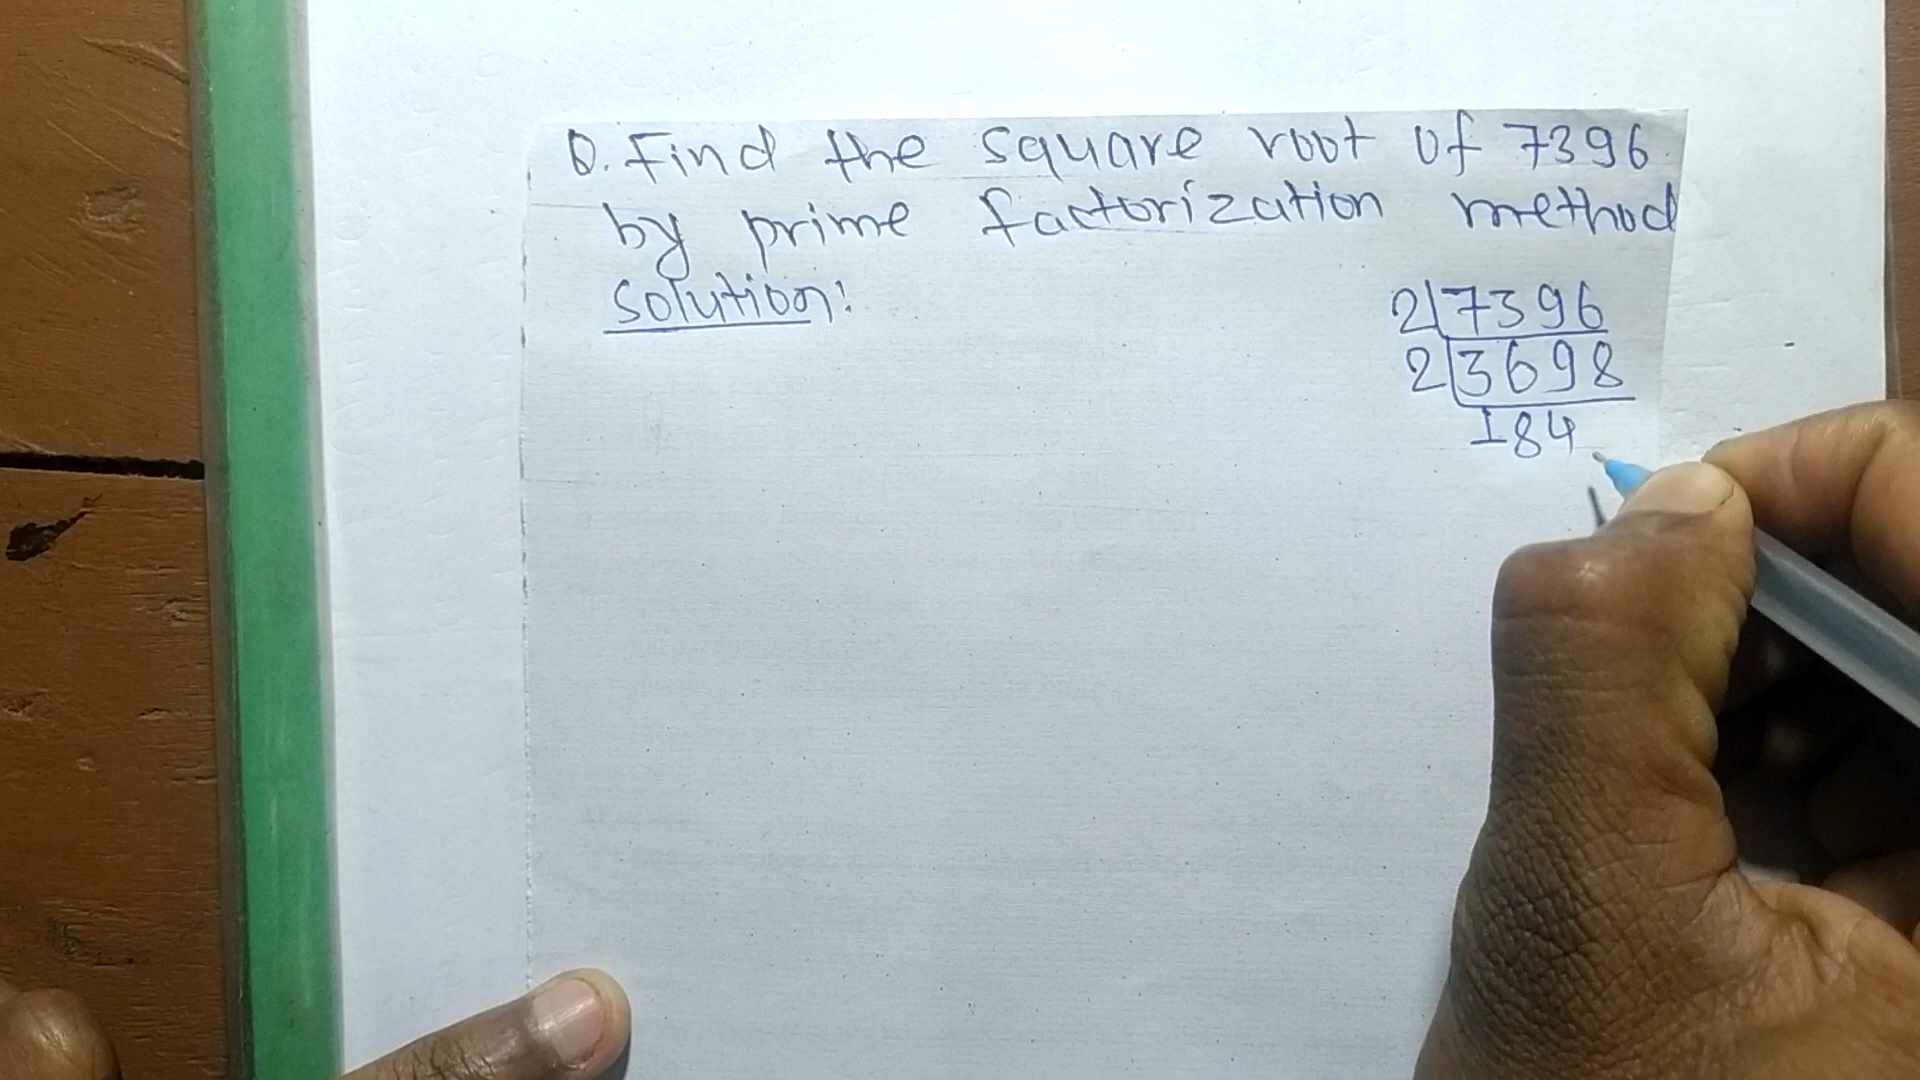 Q. Find the square root of 7396
by prime factorization method
Solution:
2 7396
2 3698
184